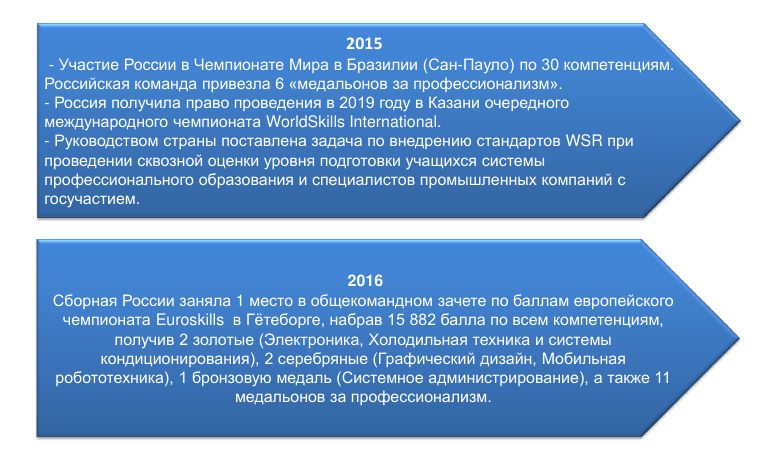 2015
- Участие России в Чемпионате Мира в Бразилии (Сан-Пауло) по 30 компетенциям.
Российская команда привезла 6 «медальонов за профессионализм».
- Россия получила право проведения в 2019 году в Казани очередного
международного чемпионата WorldSkills International.
- Руководством страны поставлена задача по внедрению стандартов WSR при
проведении сквозной оценки уровня подготовки учащихся системы
профессионального образования и специалистов промышленных компаний с
госучастием.
2016
Сборная России заняла 1 место в общекомандном зачете по баллам европейского
чемпионата Euroskills в Гётеборге, набрав 15 882 балла по всем компетенциям,
получив 2 золотые (Электроника, Холодильная техника и системы
кондиционирования), 2 серебряные (Графический дизайн, Мобильная
робототехника), 1 бронзовую медаль (Системное администрирование), а также 11
медальонов за профессионализм.